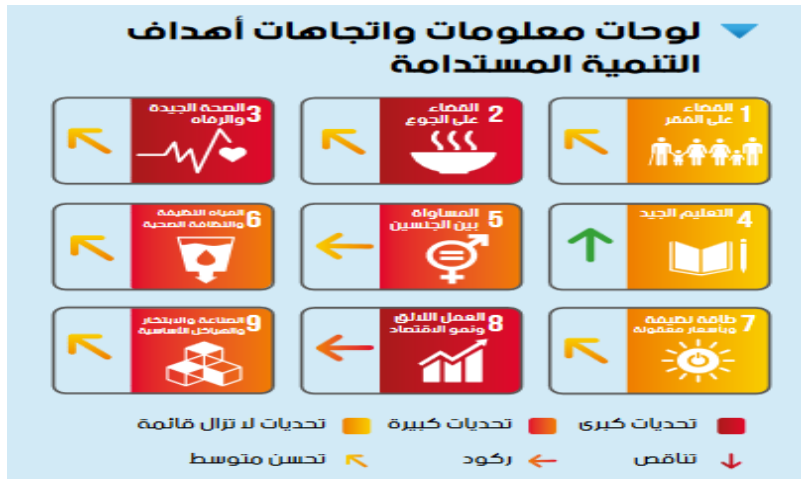 لوحات معلومات واتجاهات أهداف
التنمية المستدامة
1 القضاء
على الفقر
2 القضاء
على الجوع
3 الصحة الجيدة
والرفاه
4 التعليم الجيد
5 المساواة
بين الجنسين
6 المياه النظيفة
والنظافة الصحية
7 طاقة نظيفة
وبأسعار معقولة
8 العمل اللائق
ونمو الاقتصاد
9 الصناعة والابتكار
والهياكل الأساسية
تحديات كبرى
تحديات كبيرة
تحديات لا تزال قائمة
تناقص
ركود
تحسن متوسط